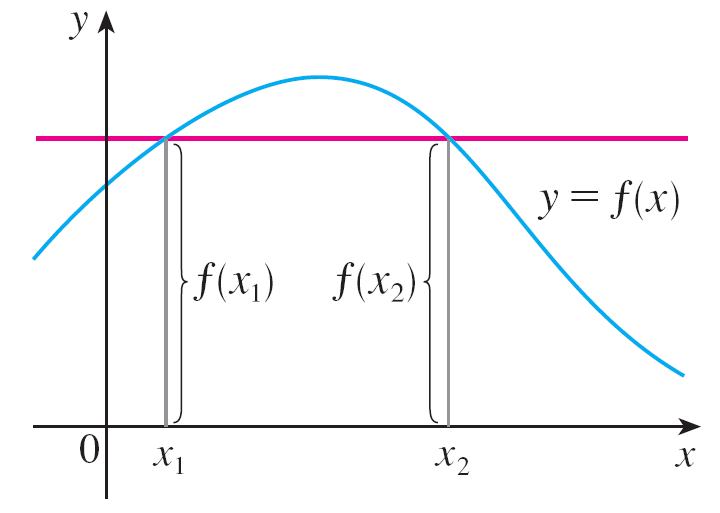 y
y = f(x)
f(x₁)
f(x₂)
0
x₁
x₂
x